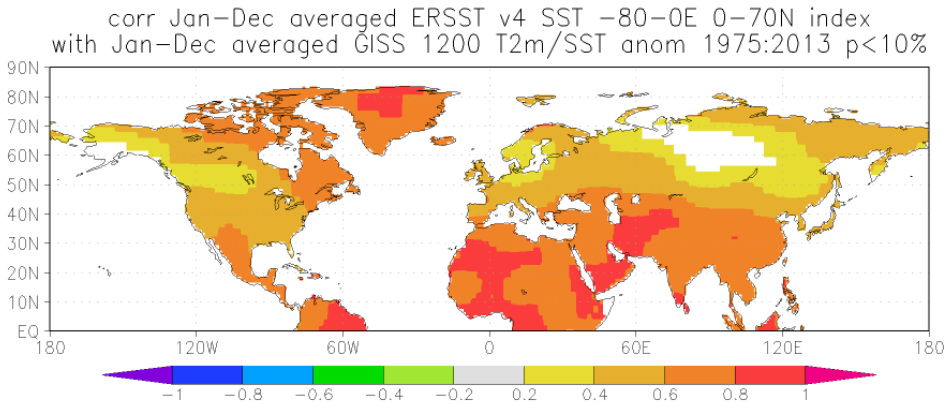 corr Jan-Dec averaged ERSST v4 SST -80-0E 0-70N index
with Jan-Dec averaged GISS 1200 T2m/SST anom 1975:2013 p<10%
90N
80N
70N
60N
50N
40N
30N
20N
10N
EQ
180 120W 60W 0 60E 120E 180
-1 -0.8 -0.6 -0.4 -0.2 0.2 0.4 0.6 0.8 1